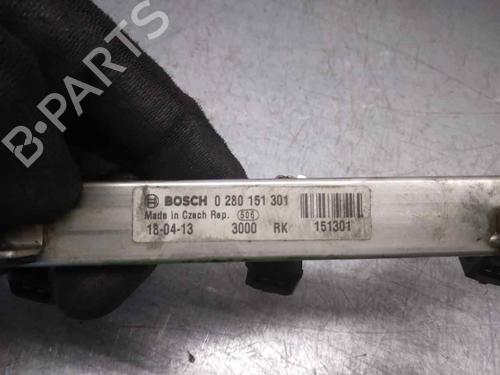 B-PARTS
BOSCH 0 280 151 301
Made in Czech Rep. 506
18-04-13 3000 RK 151301